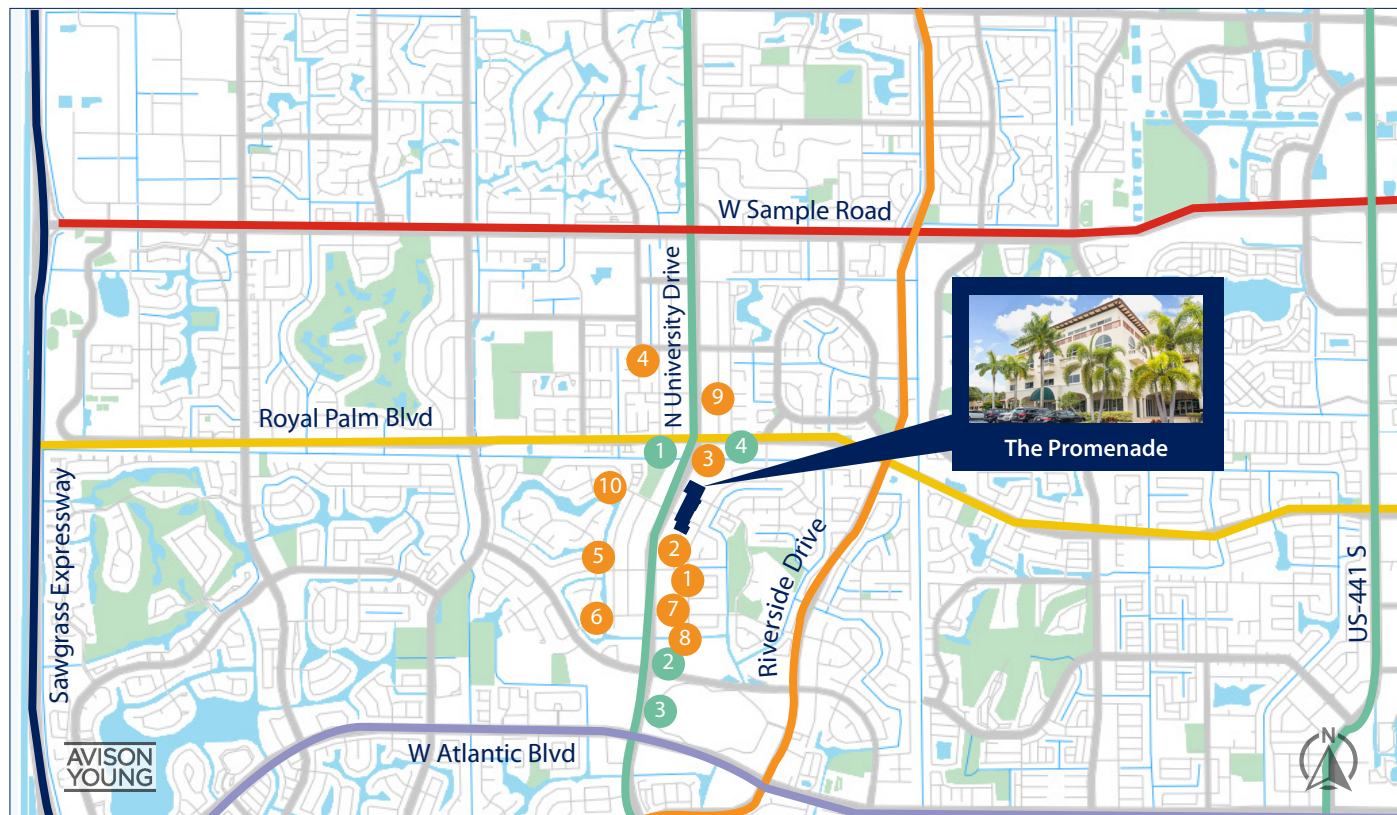 W Sample Road
N University Drive
4
9
Royal Palm Blvd
1
4
3
The Promenade
10
Sawgrass Expressway
2
5
1
7
6
8
Riverside Drive
2
US-441 S
3
W Atlantic Blvd
AVISON
YOUNG
N